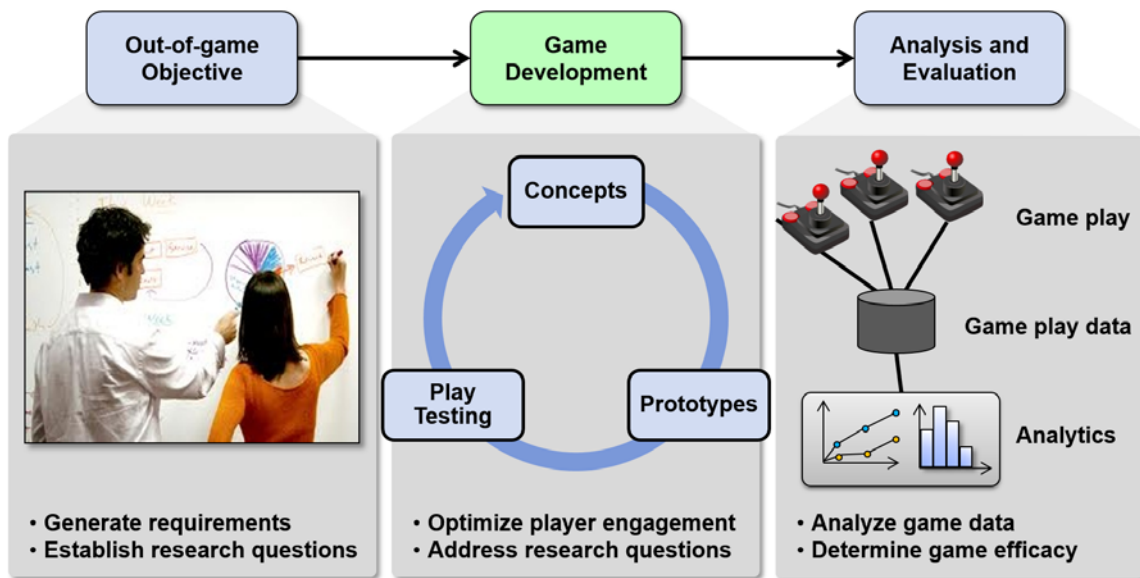 Out-of-game
Objective
Game
Development
Analysis and
Evaluation
Week
Concepts
Play
Testing
Prototypes
Game play
Game play data
Analytics
• Generate requirements
• Establish research questions
• Optimize player engagement
• Address research questions
• Analyze game data
• Determine game efficacy